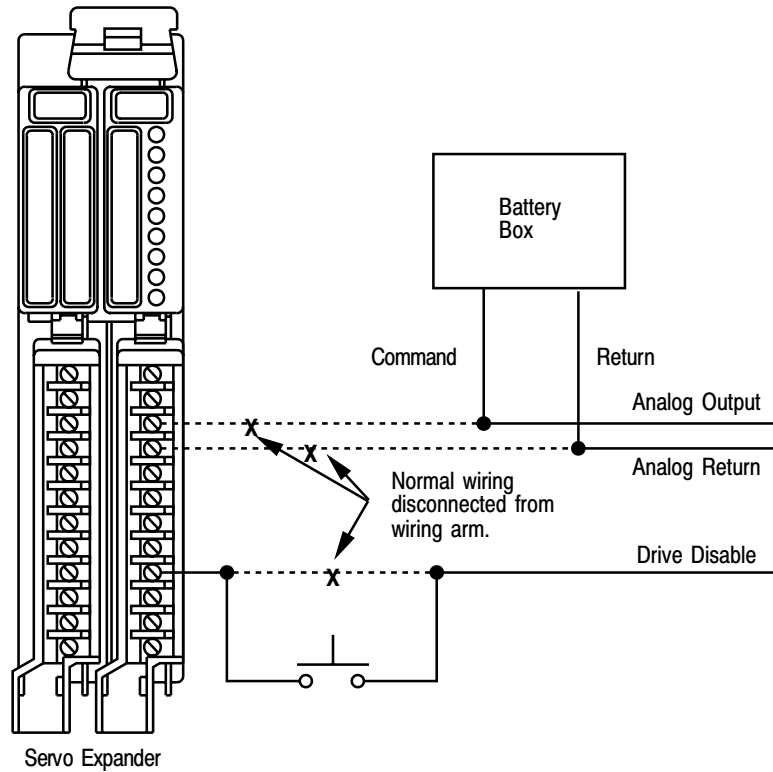 Battery
Box
Command
Return
Analog Output
X
X
Analog Return
Normal wiring
disconnected from
wiring arm.
Drive Disable
X
Servo Expander